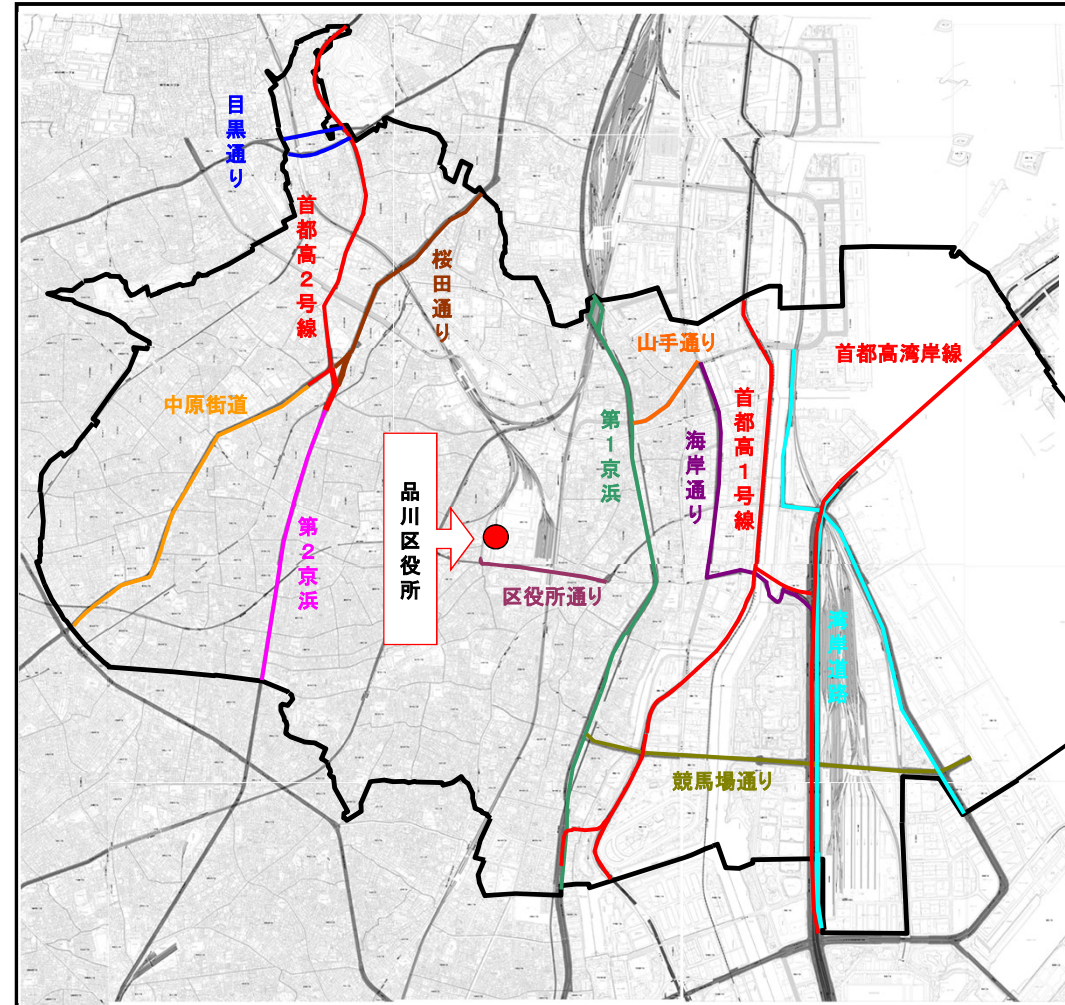 目黒通り
首都高2号線
桜田通り
山手通り
首都高湾岸線
中原街道
第1京浜
海岸通り
首都高1号線
品川区役所
第2京浜
区役所通り
湾岸道路
競馬場通り